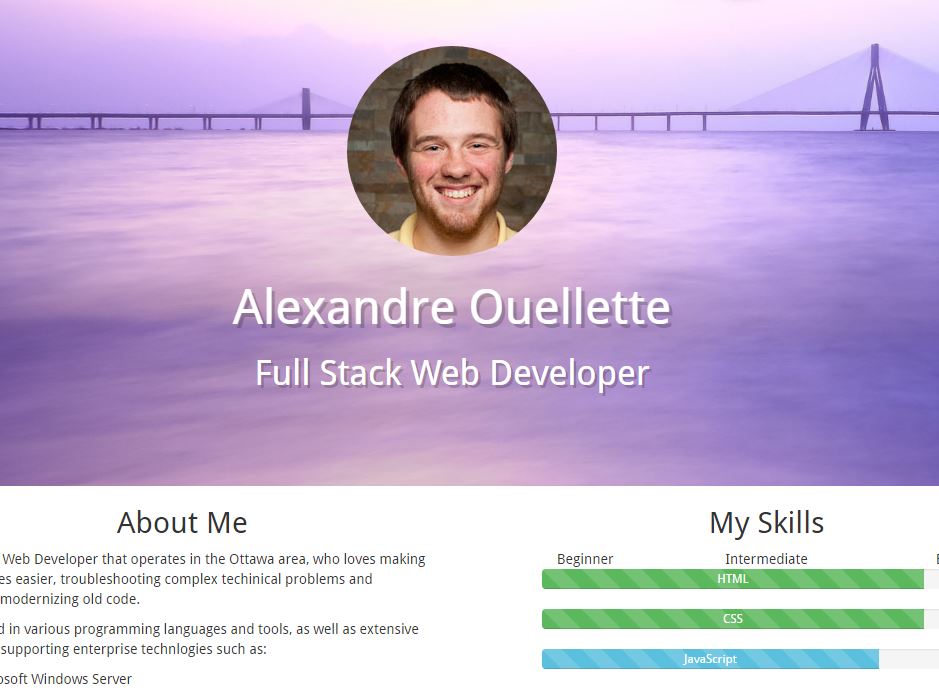 Alexandre Ouellette
Full Stack Web Developer
About Me
Web Developer that operates in the Ottawa area, who loves making
easier, troubleshooting complex techinical problems and
modernizing old code.
in various programming languages and tools, as well as extensive
supporting enterprise technlogies such as:
Windows Server
My Skills
Beginner Intermediate
HTML
CSS
JavaScript